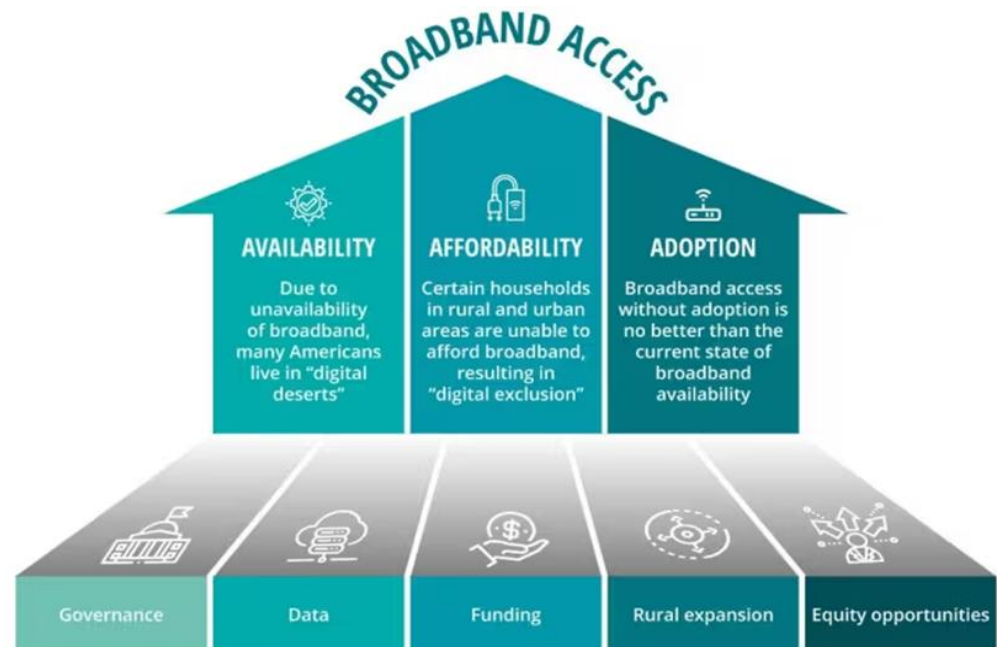 BROADBAND ACCESS
AVAILABILITY
Due to
unavailability
of broadband,
many Americans
live in “digital
deserts”
AFFORDABILITY
Certain households
in rural and urban
areas are unable to
afford broadband,
resulting in
“digital exclusion”
ADOPTION
Broadband access
without adoption is
no better than the
current state of
broadband
availability
$
Governance
Data
Funding
Rural expansion
Equity opportunities